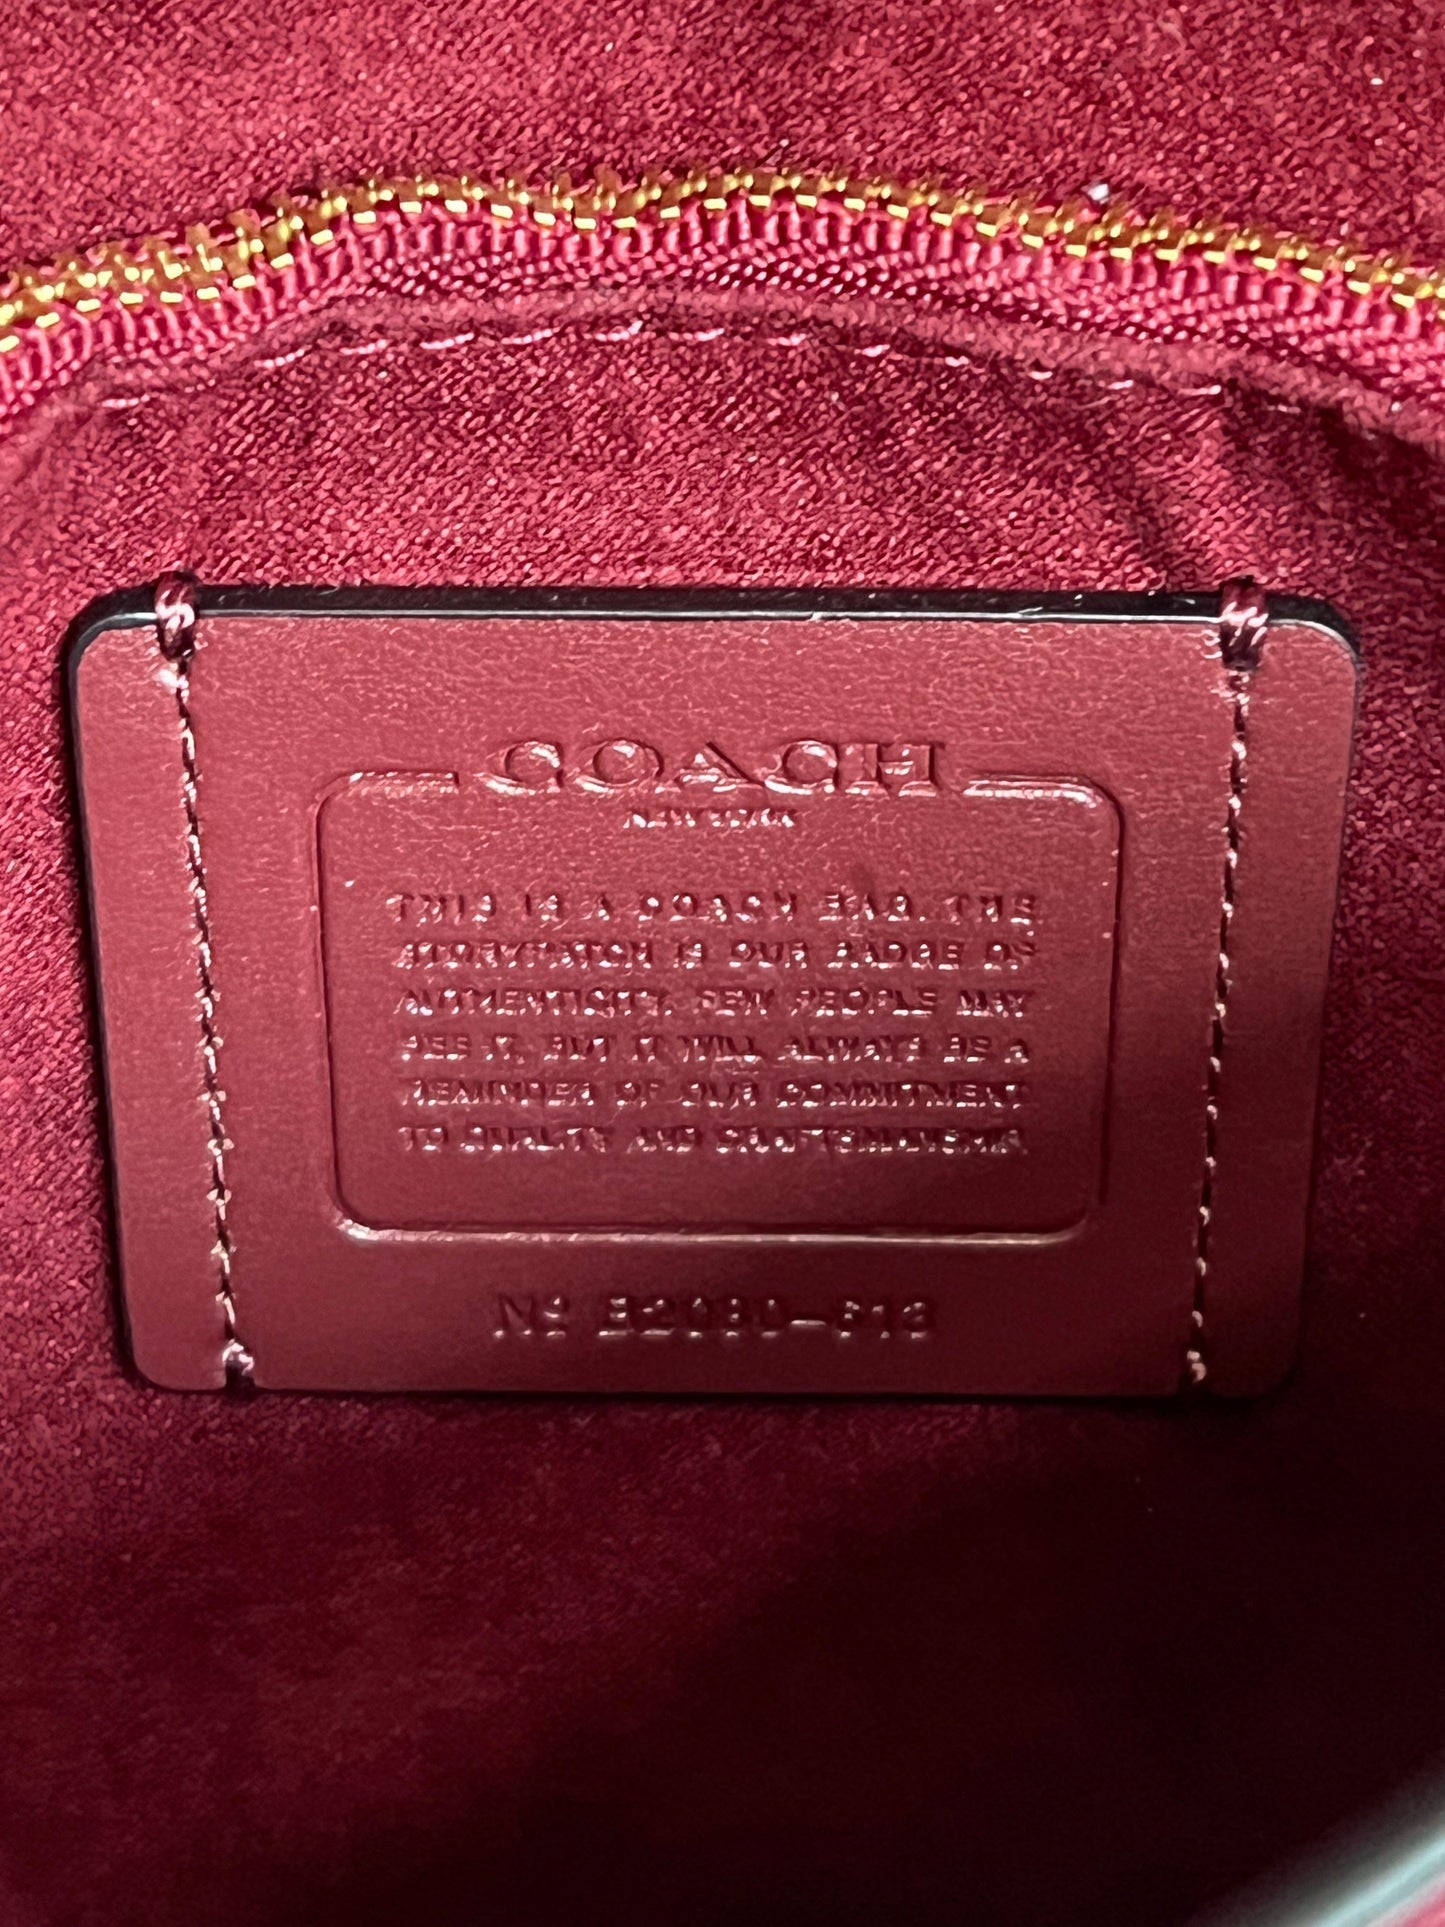 COACH
NEW YORK
THIS IS A COACH BAG. THE
STORYPATCH IS OUR BADGE OF
AUTHENTICITY. FEW PEOPLE MAY
SEE IT, BUT IT WILL ALWAYS BE A
REMINDER OF OUR COMMITMENT
TO QUALITY AND CRAFTSMANSHIP.
Nº